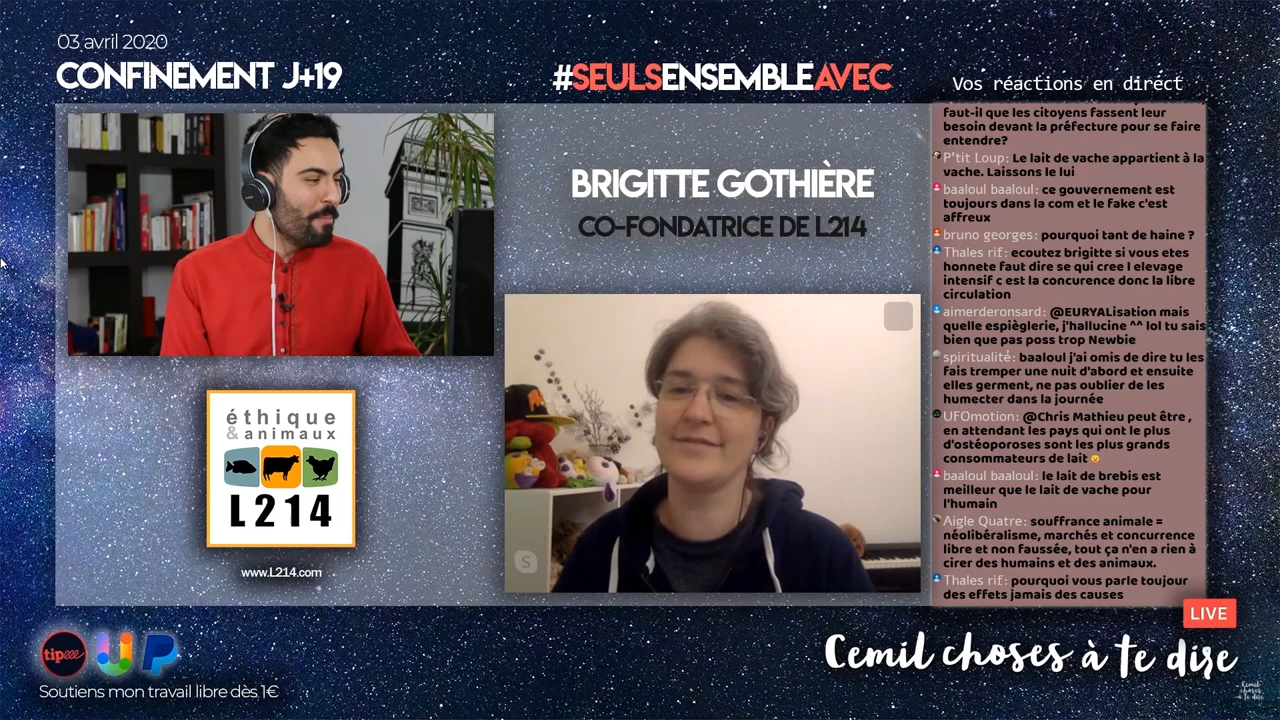 03 avril 2020
CONFINEMENT J+19
#SEULSENSEMBLEAVEC
Vos réactions en direct
BRIGITTE GOTHIÈRE
CO-FONDATRICE DE L214
éthique
& animaux
L214
www.L214.com
S
faut-il que les citoyens fassent leur
besoin devant la préfecture pour se faire
entendre?
P'tit Loup: Le lait de vache appartient à la
vache. Laissons le lui
baaloul baaloul: ce gouvernement est
toujours dans la com et le fake c'est
affreux
bruno georges: pourquoi tant de haine ?
Thales rif: ecoutez brigitte si vous etes
honnete faut dire se qui cree l elevage
intensif c est la concurence donc la libre
circulation
aimerderonsard: @EURYALisation mais
quelle espièglerie, j'hallucine ^^ lol tu sais
bien que pas poss trop Newbie
spiritualité: baaloul j'ai omis de dire tu les
fais tremper une nuit d'abord et ensuite
elles germent, ne pas oublier de les
humecter dans la journée
UFOmotion: @Chris Mathieu peut être ,
en attendant les pays qui ont le plus
d'ostéoporoses sont les plus grands
consommateurs de lait
baaloul baaloul: le lait de brebis est
meilleur que le lait de vache pour
l'humain
Aigle Quatre: souffrance animale =
néolibéralisme, marchés et concurrence
libre et non faussée, tout ça n'en a rien à
cirer des humains et des animaux.
Thales rif: pourquoi vous parle toujour
des effets jamais des causes
LIVE
tipeee
UP
Soutiens mon travail libre dès 1€
Cemil choses à te dire
Cemil
choses
à te dire